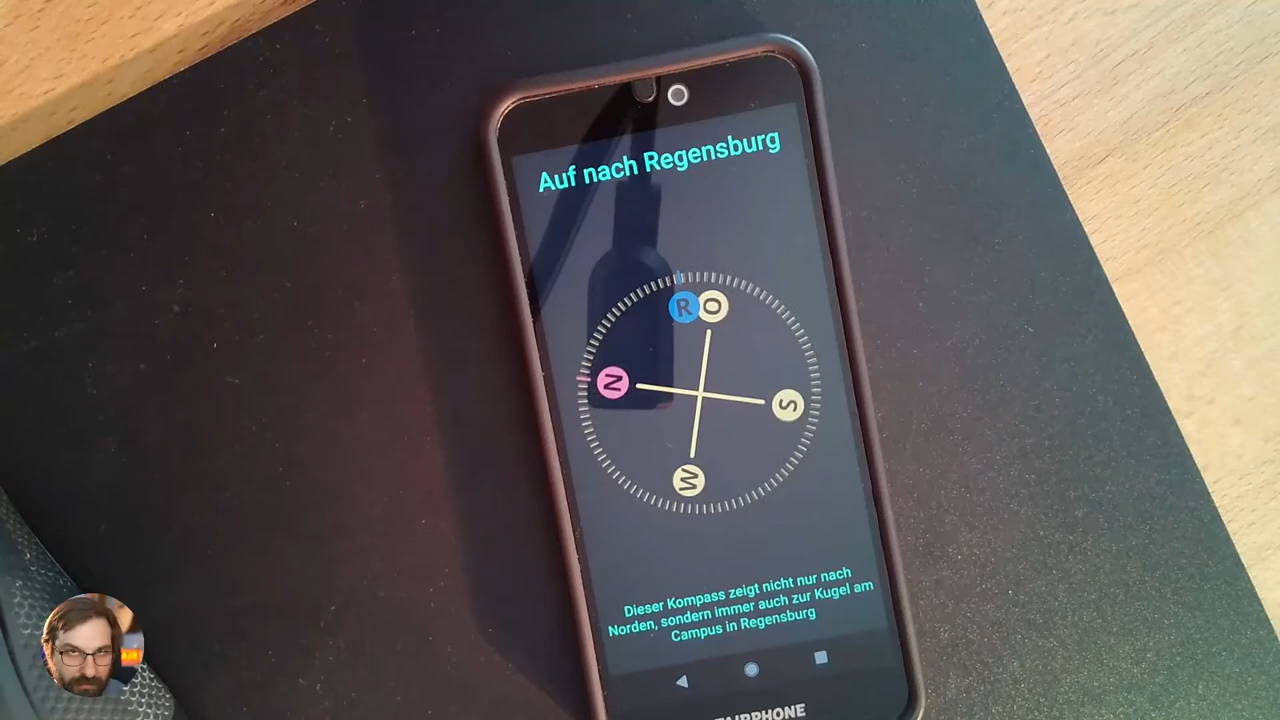 Auf nach Regensburg
R O
N
S
W
Dieser Kompass zeigt nicht nur nach
Norden, sondern immer auch zur Kugel am
Campus in Regensburg
FAIRPHONE